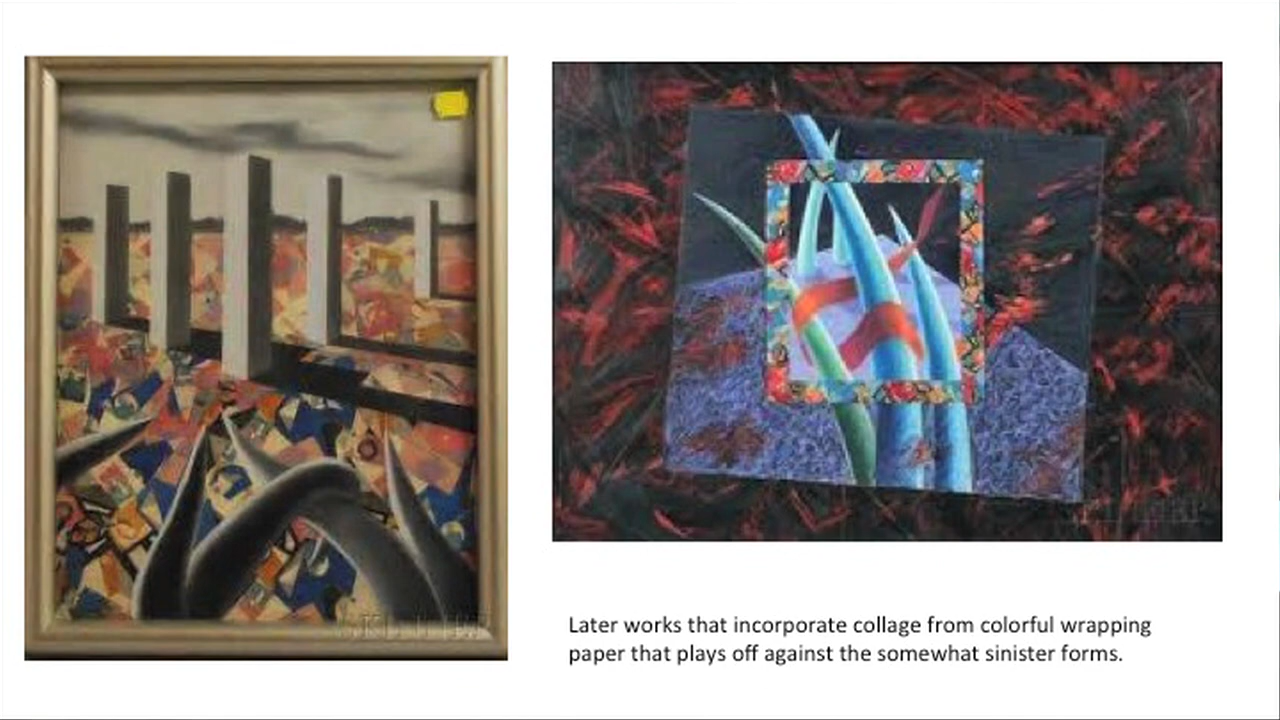 Later works that incorporate collage from colorful wrapping
paper that plays off against the somewhat sinister forms.